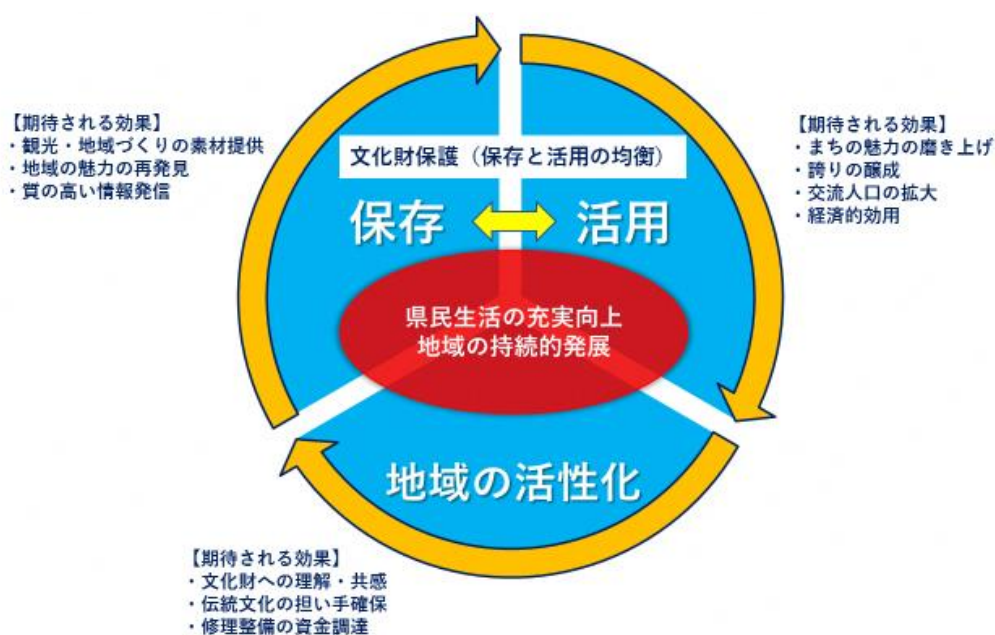 【期待される効果】
・観光・地域づくりの素材提供
・地域の魅力の再発見
・質の高い情報発信
【期待される効果】
・まちの魅力の磨き上げ
・誇りの醸成
・交流人口の拡大
・経済的効用
文化財保護（保存と活用の均衡）
保存
活用
県民生活の充実向上
地域の持続的発展
地域の活性化
【期待される効果】
・文化財への理解・共感
・伝統文化の担い手確保
・修理整備の資金調達